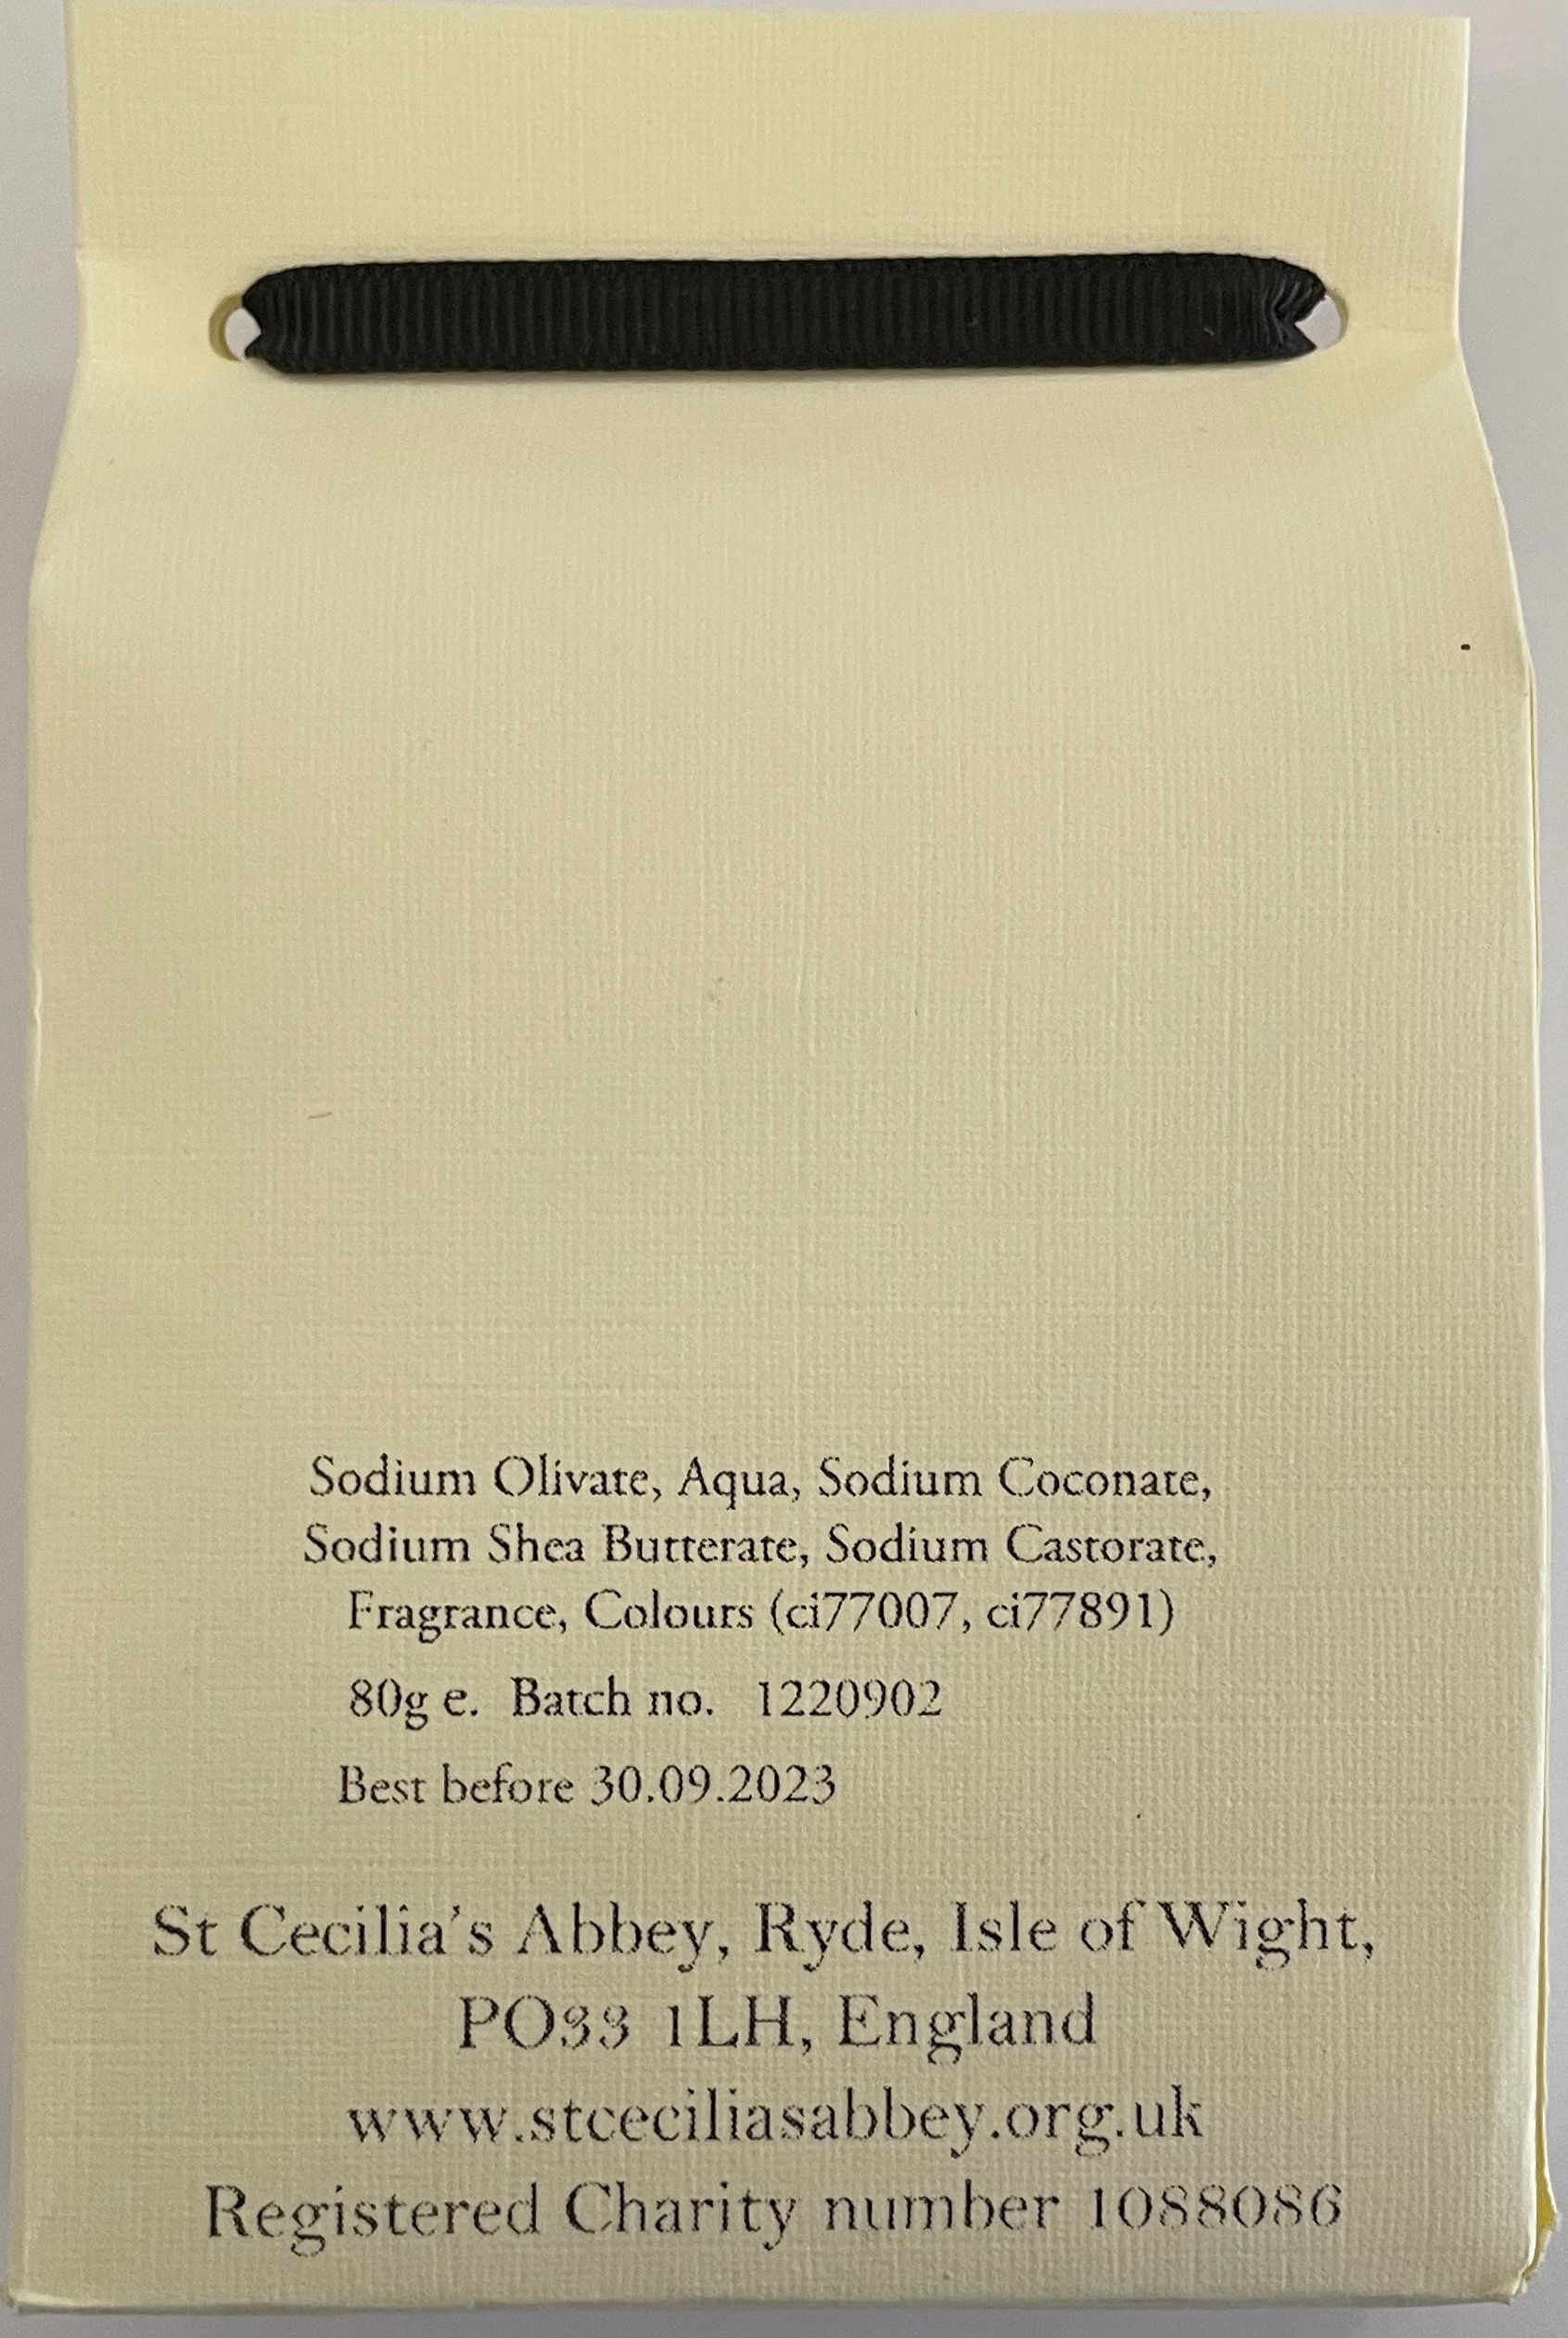 Sodium Olivate, Aqua, Sodium Coconate,
Sodium Shea Butterate, Sodium Castorate,
Fragrance, Colours (ci77007, ci77891)
80g e. Batch no. 1220902
Best before 30.09.2023
St Cecilia's Abbey, Ryde, Isle of Wight,
PO33 1LH, England
www.stceciliasabbey.org.uk
Registered Charity number 1088086